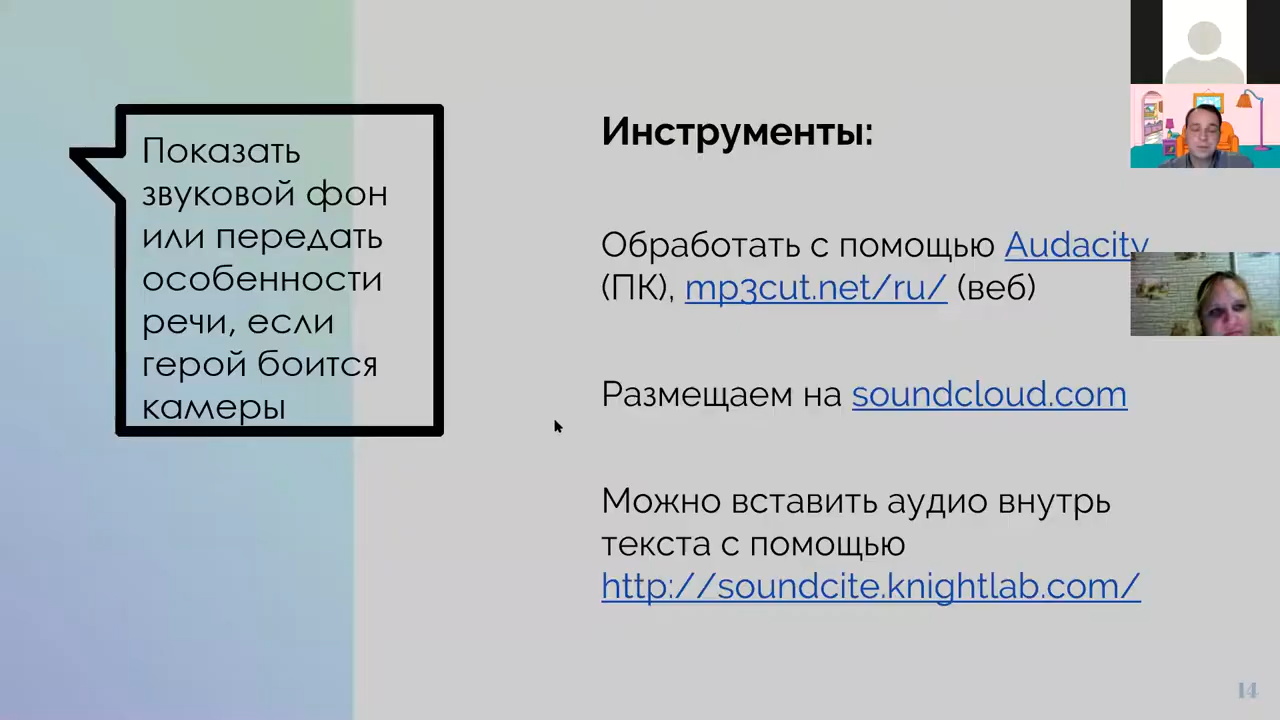 Показать
звуковой фон
или передать
особенности
речи, если
герой боится
камеры
Инструменты:
Обработать с помощью Audacity
(ПК), mp3cut.net/ru/ (веб)
Размещаем на soundcloud.com
Можно вставить аудио внутрь
текста с помощью
http://soundcite.knightlab.com/
14